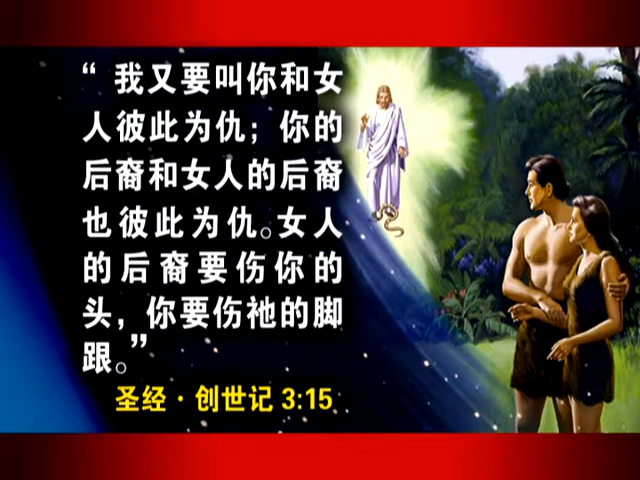 “我又要叫你和女
人彼此为仇；你的
后裔和女人的后裔
也彼此为仇。女人
的后裔要伤你的
头，你要伤祂的脚
跟。”
圣经·创世记 3:15